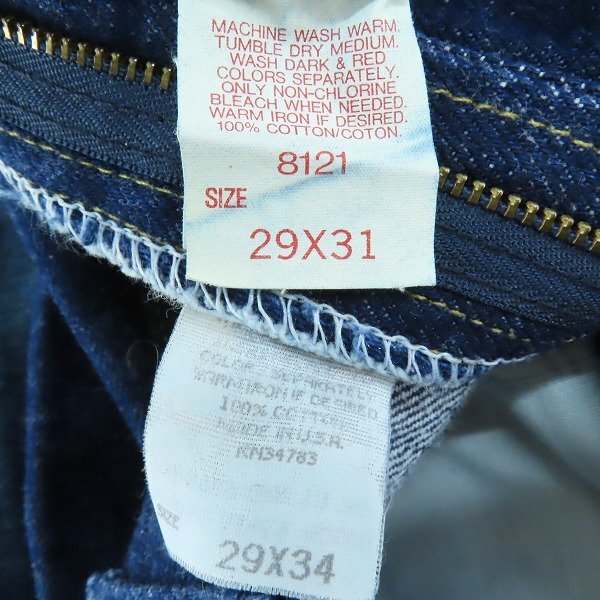 MACHINE WASH WARM.
TUMBLE DRY MEDIUM.
WASH DARK & RED
COLORS SEPARATELY.
ONLY NON-CHLORINE
BLEACH WHEN NEEDED.
WARM IRON IF DESIRED.
100% COTTON/COTON.
8121
SIZE
29X31
COLOR SEPARATELY
WARM IRON IF DESIRED
100% COTTON
MADE IN U.S.A.
RN34783
SIZE
29X34